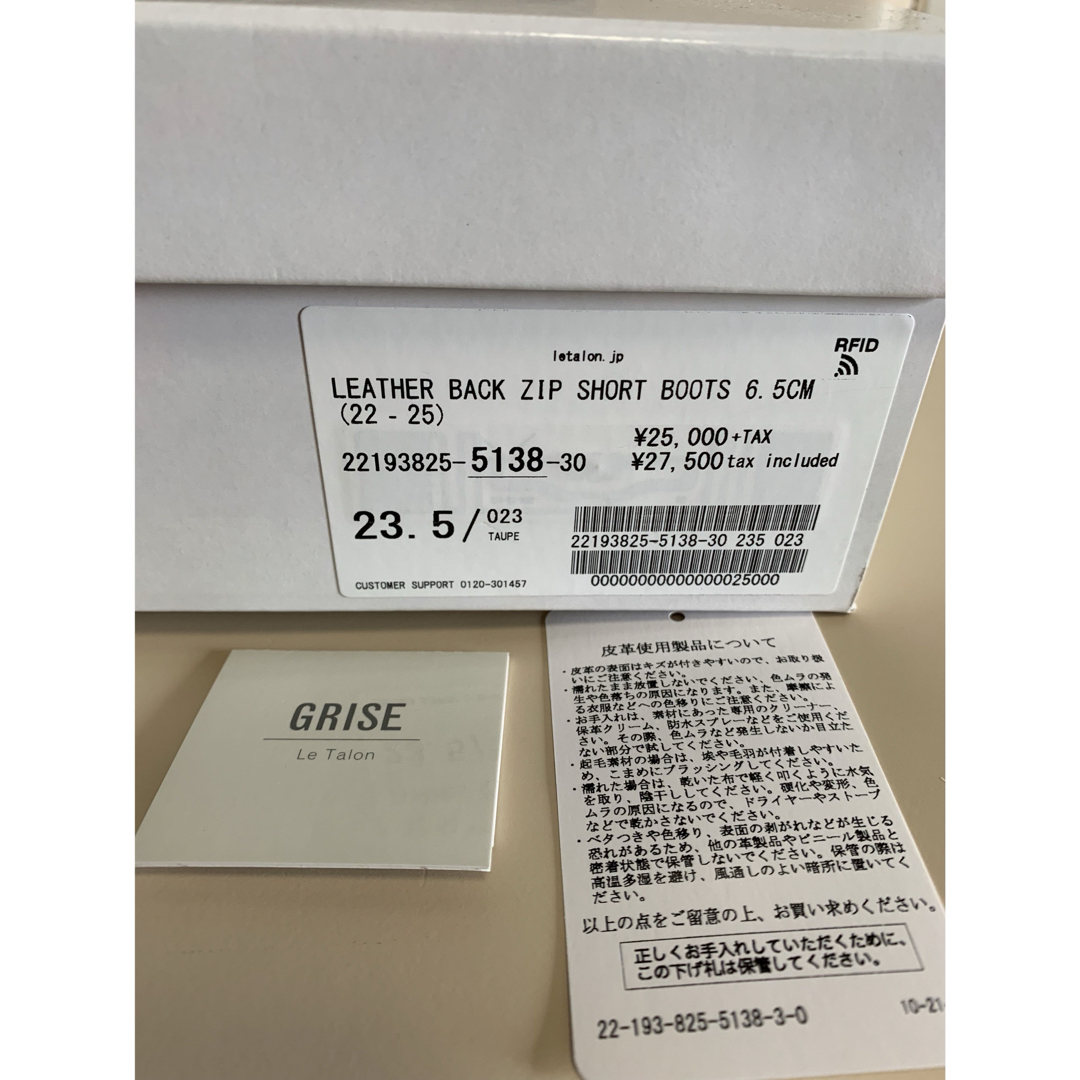 letalon.jp
RFID
LEATHER BACK ZIP SHORT BOOTS 6.5CM
(22 - 25)
¥25,000+TAX
22193825-5138-30
¥27,500 tax included
23.5/023
TAUPE
22193825-5138-30 235 023
00000000000000025000
CUSTOMER SUPPORT 0120-301457
GRISE
Le Talon
皮革使用製品について
・皮革の表面はキズが付きやすいので、お取り扱
いにご注意ください。
・濡れたまま放置しないでください、色ムラの発
生や色落ちの原因になります。また、摩擦によ
る衣服などへの色移りにご注意ください。
・お手入れは、素材にあった専用のクリーナー、
保革クリーム、防水スプレーなどをご使用くだ
さい。その際、色ムラなど発生しないか目立た
ない部分で試してください。
・起毛素材の場合は、埃や毛羽が付着しやすいた
め、こまめにブラッシングしてください。
・濡れた場合は、乾いた布で軽く叩くように水気
を取り、陰干ししてください。硬化や変形、色
ムラの原因になるので、ドライヤーやストーブ
などで乾かさないでください。
・ベタつきや色移り、表面の剥がれなどが生じる
恐れがあるため、他の革製品やビニール製品と
密着状態で保管しないでください。保管の際は
高温多湿を避け、風通しのよい暗所に置いてく
ださい。
以上の点をご留意の上、お買い求めください。
正しくお手入れしていただくために、
この下げ札は保管してください。
22-193-825-5138-3-0
10-21-